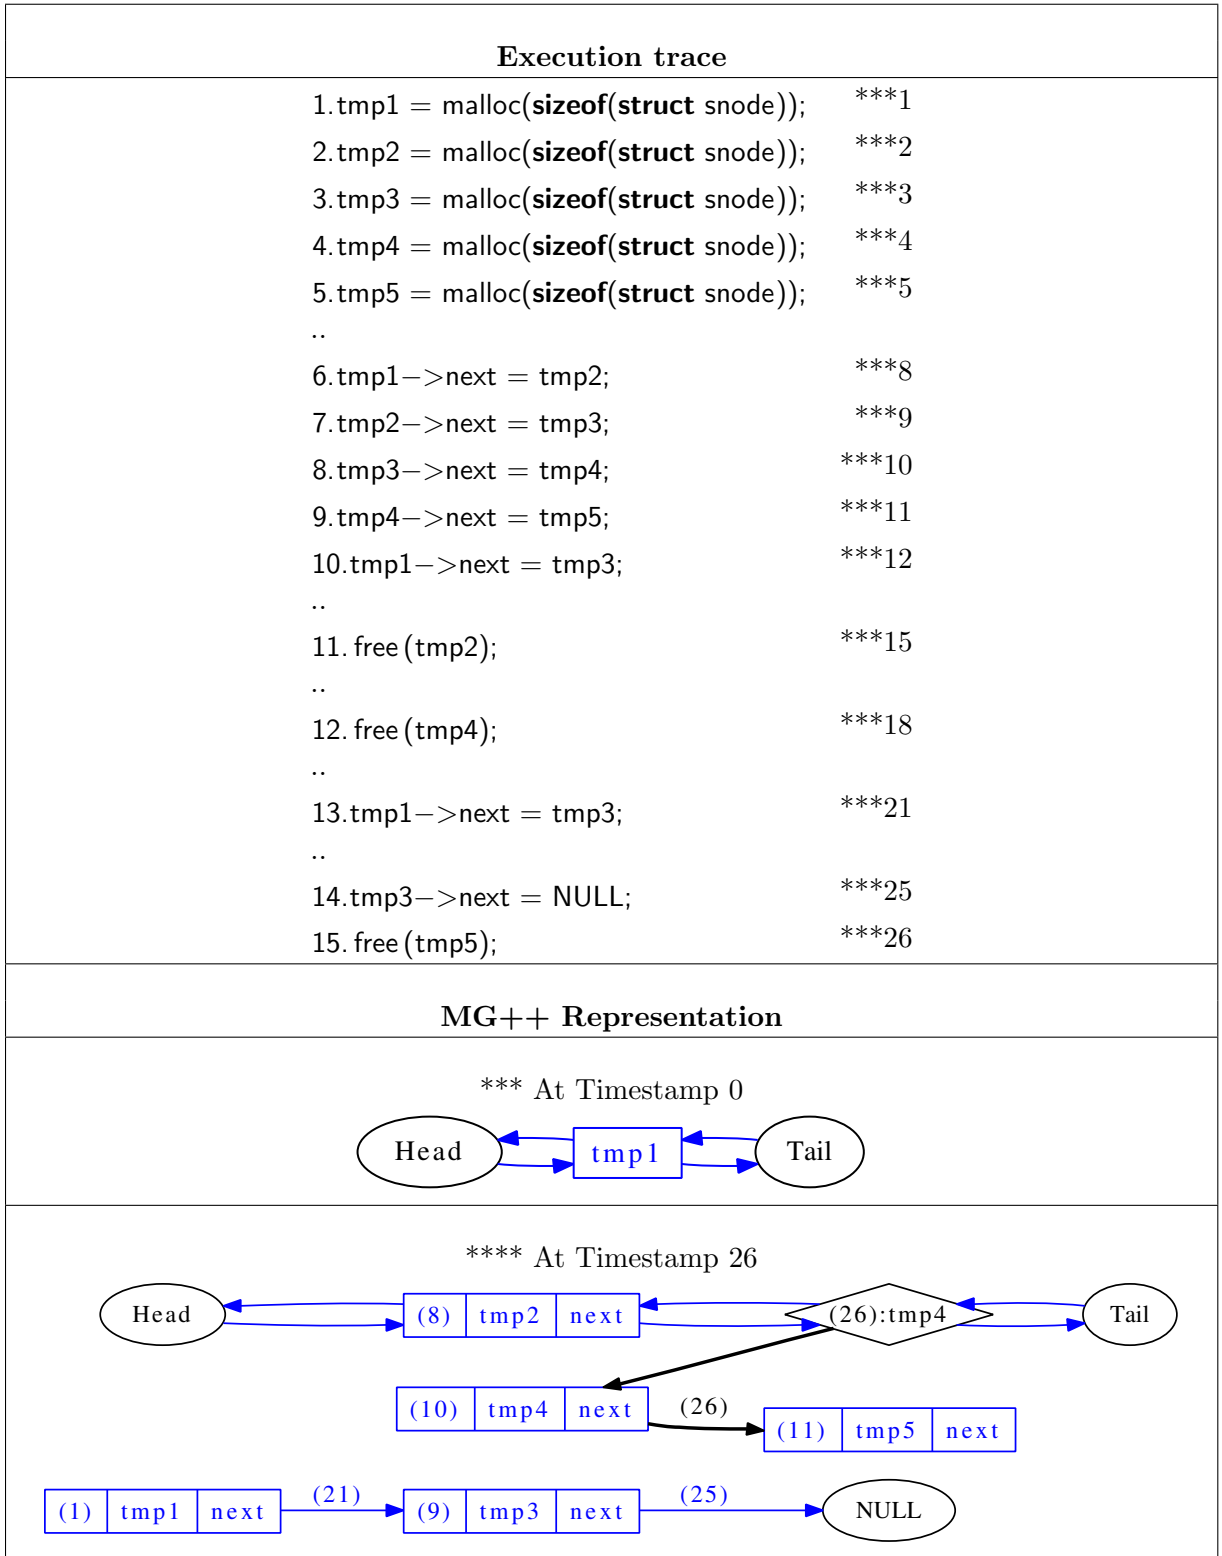 Execution trace
1.tmp1 = malloc(sizeof(struct snode)); ***1
2.tmp2 = malloc(sizeof(struct snode)); ***2
3.tmp3 = malloc(sizeof(struct snode)); ***3
4.tmp4 = malloc(sizeof(struct snode)); ***4
5.tmp5 = malloc(sizeof(struct snode)); ***5
..
6.tmp1−>next = tmp2; ***8
7.tmp2−>next = tmp3; ***9
8.tmp3−>next = tmp4; ***10
9.tmp4−>next = tmp5; ***11
10.tmp1−>next = tmp3; ***12
..
11. free (tmp2); ***15
..
12. free (tmp4); ***18
..
13.tmp1−>next = tmp3; ***21
..
14.tmp3−>next = NULL; ***25
15. free (tmp5); ***26
MG++ Representation
*** At Timestamp 0
Head tmp1 Tail
**** At Timestamp 26
Head (8) tmp2 next (26):tmp4 Tail
(10) tmp4 next (26) (11) tmp5 next
(1) tmp1 next (21) (9) tmp3 next (25) NULL